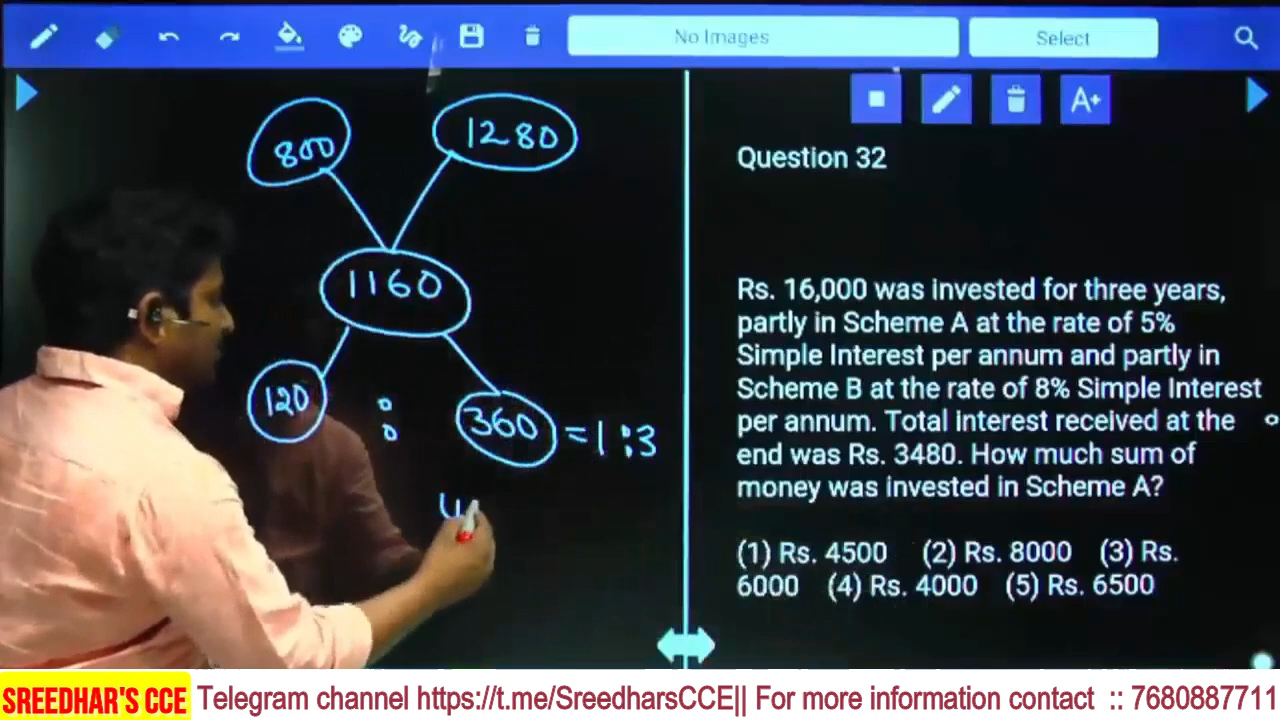 No Images
Select
A+
800
1280
1160
120 : 360 = 1 : 3
4
Question 32
Rs. 16,000 was invested for three years,
partly in Scheme A at the rate of 5%
Simple Interest per annum and partly in
Scheme B at the rate of 8% Simple Interest
per annum. Total interest received at the
end was Rs. 3480. How much sum of
money was invested in Scheme A?
(1) Rs. 4500 (2) Rs. 8000 (3) Rs.
6000 (4) Rs. 4000 (5) Rs. 6500
SREEDHAR'S CCE
Telegram channel https://t.me/SreedharsCCE|| For more information contact :: 7680887711